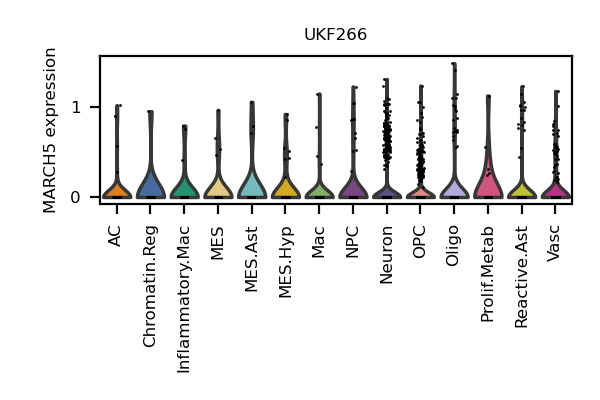 UKF266
MARCH5 expression
1
0
AC
Chromatin.Reg
Inflammatory.Mac
MES
MES.Ast
MES.Hyp
Mac
NPC
Neuron
OPC
Oligo
Prolif.Metab
Reactive.Ast
Vasc